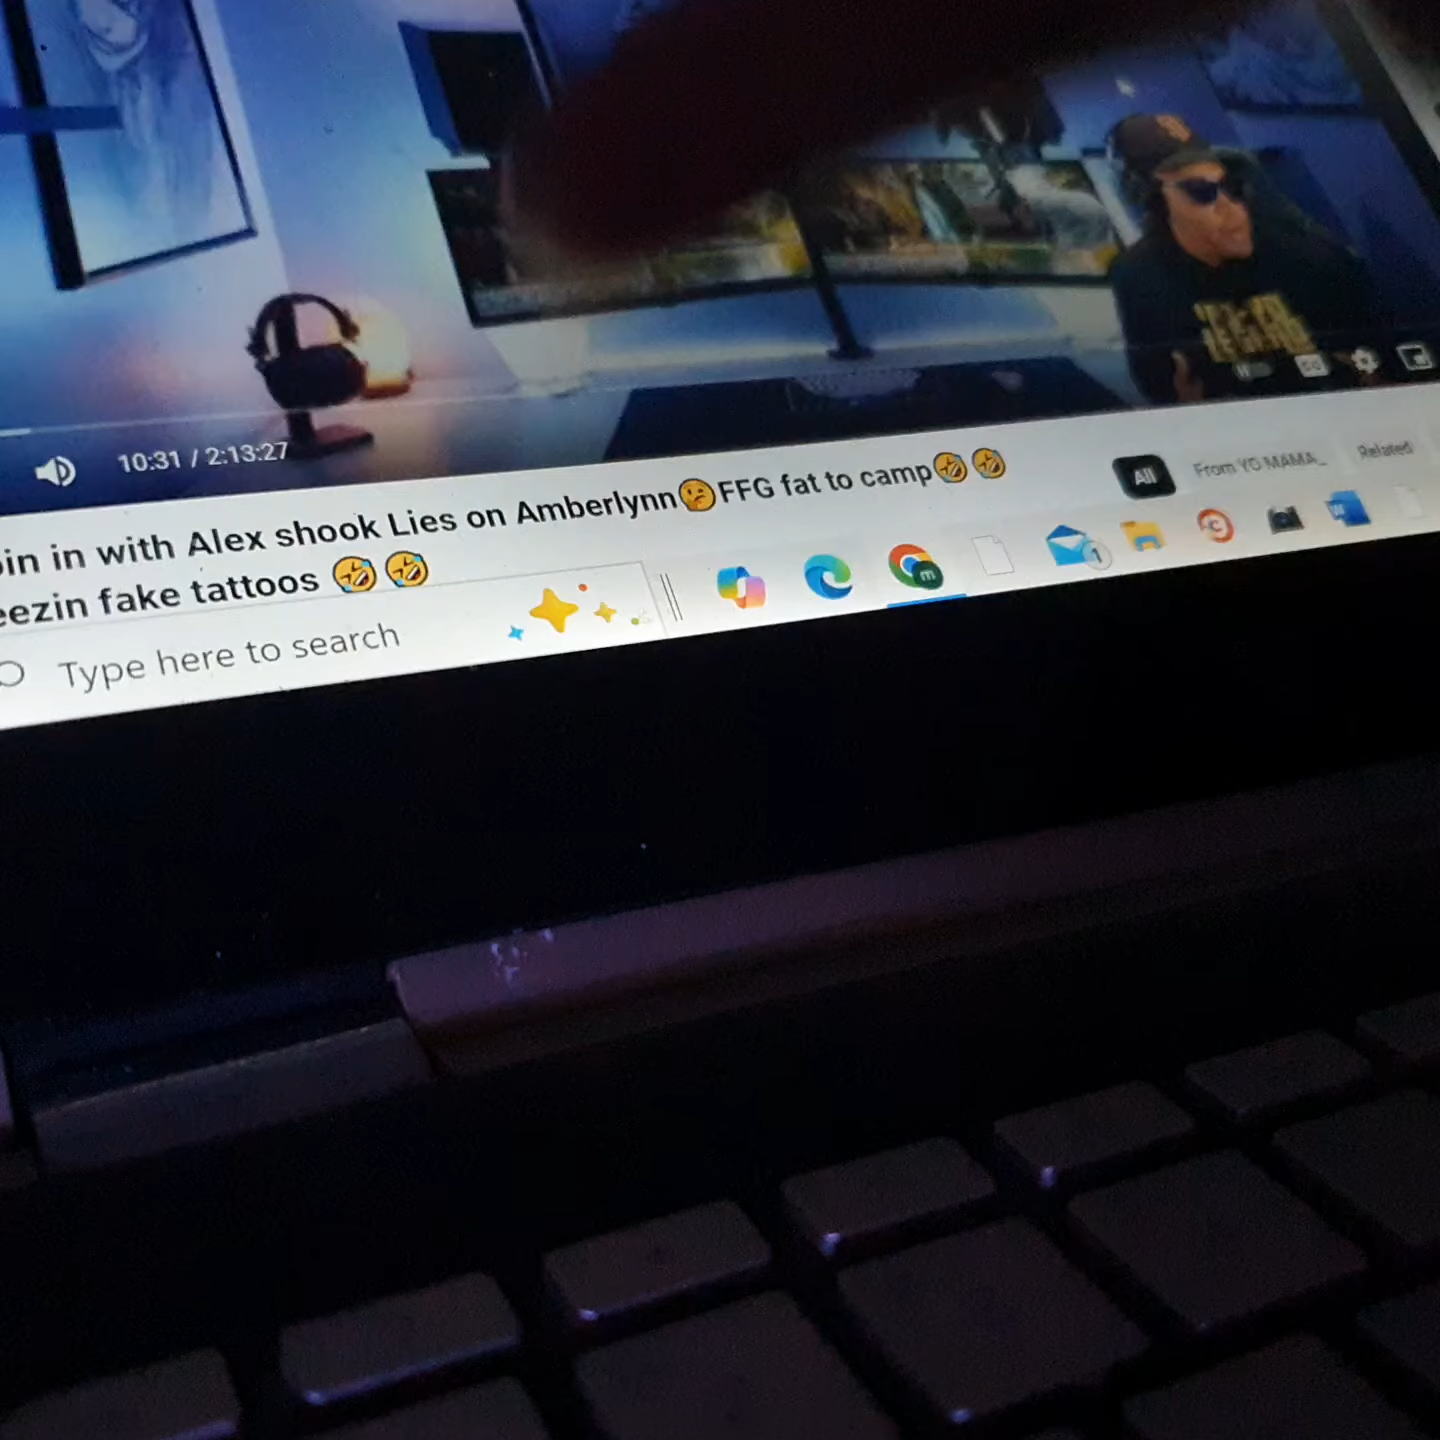 10:31 / 2:13:27
in with Alex shook Lies on Amberlynn🤔FFG fat to camp🤣🤣
eezin fake tattoos 🤣🤣
All From YO MAMA_ Related
Type here to search
1